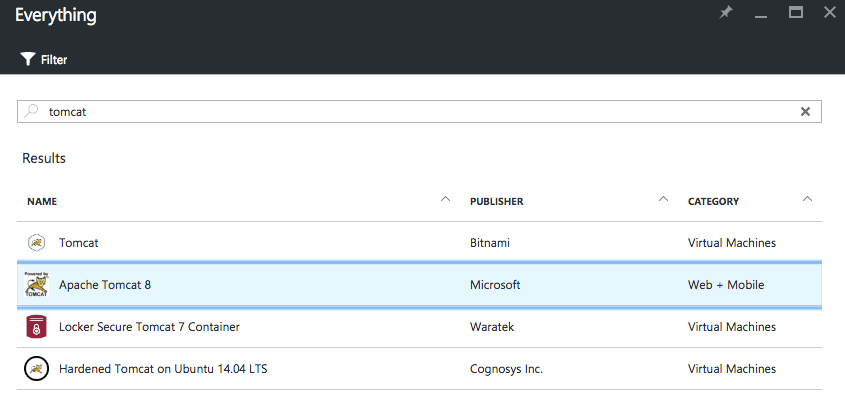 Everything
Filter
tomcat
Results
NAME PUBLISHER CATEGORY
Tomcat Bitnami Virtual Machines
Powered by
TOMCAT
Apache Tomcat 8 Microsoft Web + Mobile
Locker Secure Tomcat 7 Container Waratek Virtual Machines
Hardened Tomcat on Ubuntu 14.04 LTS Cognosys Inc. Virtual Machines